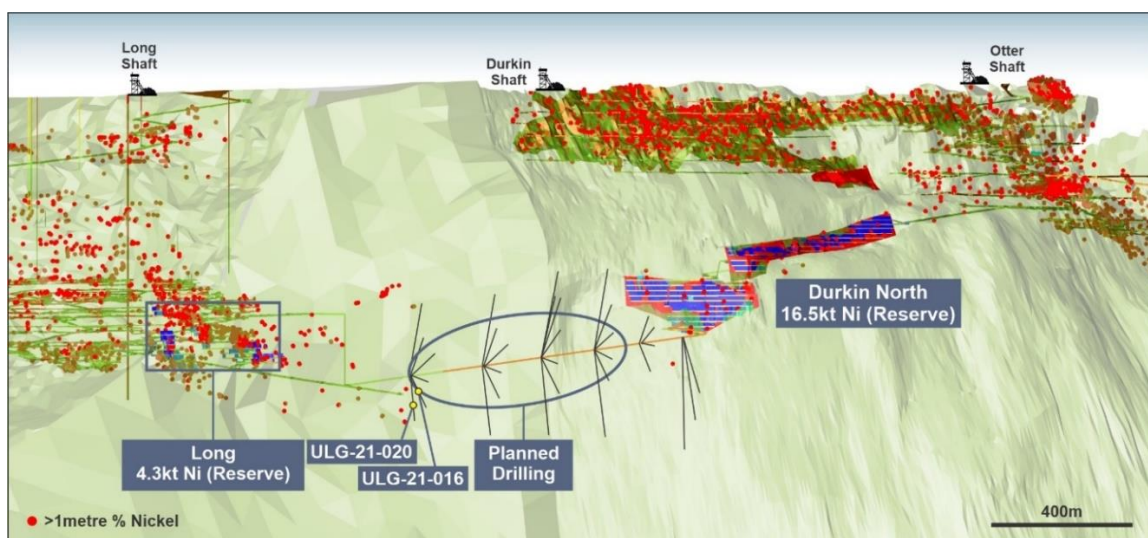 Long
Shaft
Durkin
Shaft
Otter
Shaft
Durkin North
16.5kt Ni (Reserve)
Long
4.3kt Ni (Reserve)
ULG-21-020
ULG-21-016
Planned
Drilling
>1metre % Nickel
400m